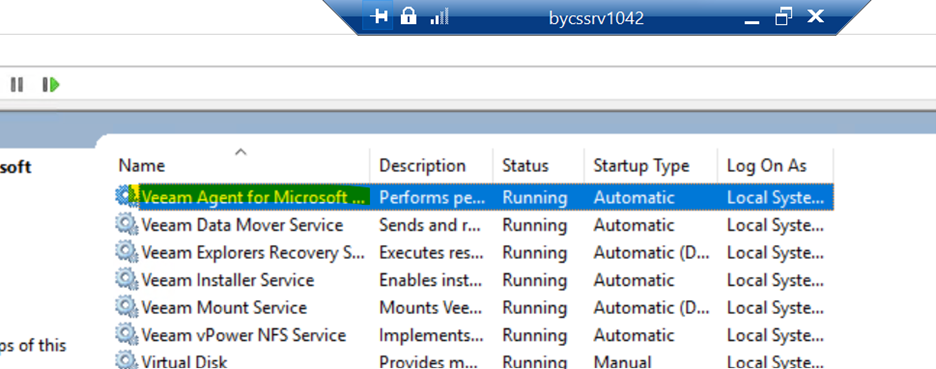 bycssrv1042
soft
Name Description Status Startup Type Log On As
Veeam Agent for Microsoft ... Performs pe... Running Automatic Local Syste...
Veeam Data Mover Service Sends and r... Running Automatic Local Syste...
Veeam Explorers Recovery S... Executes res... Running Automatic (D... Local Syste...
Veeam Installer Service Enables inst... Running Automatic Local Syste...
Veeam Mount Service Mounts Vee... Running Automatic (D... Local Syste...
Veeam vPower NFS Service Implements... Running Automatic Local Syste...
ps of this
Virtual Disk Provides m... Running Manual Local Syste...